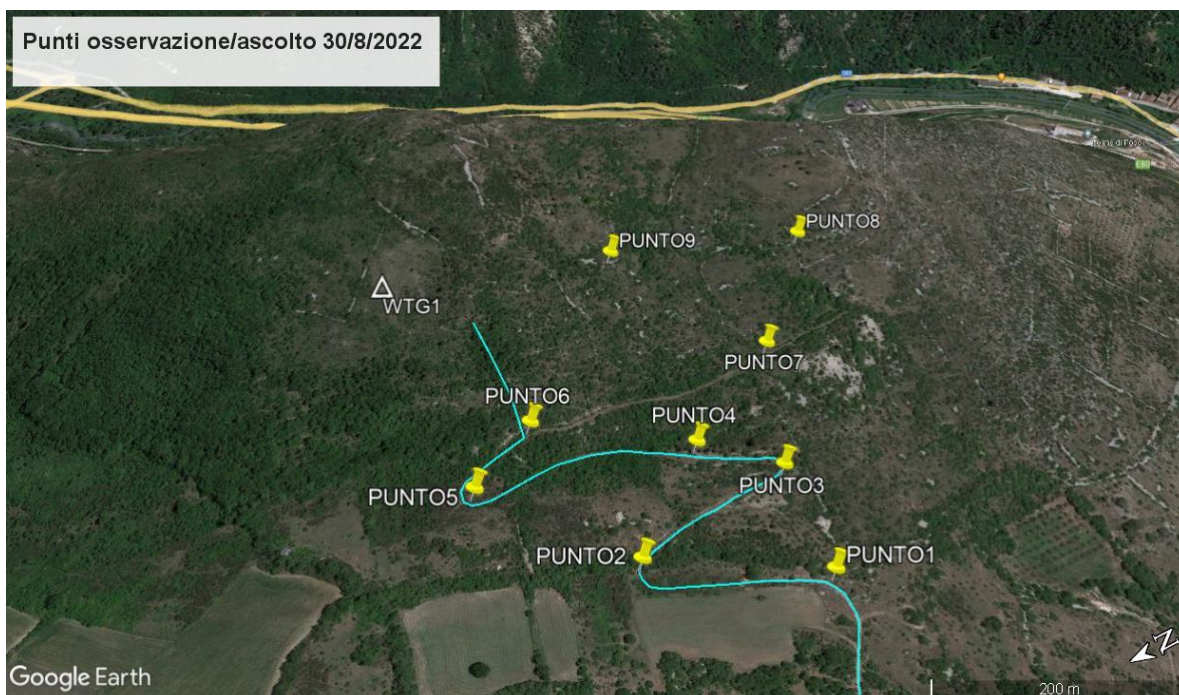 Punti osservazione/ascolto 30/8/2022
E80
PUNTO8
PUNTO9
WTG1
PUNTO7
PUNTO6
PUNTO4
PUNTO3
PUNTO5
PUNTO2
PUNTO1
N
Google Earth
200 m